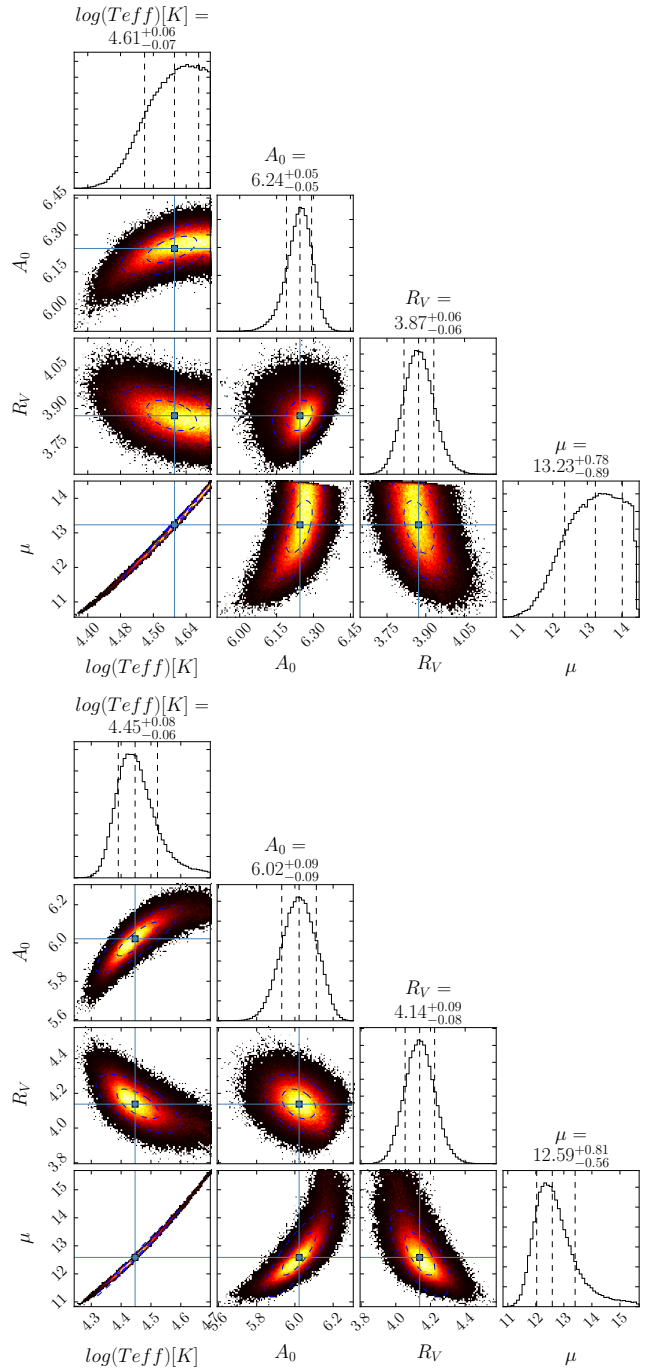 log(Teff)[K] =
4.61^{+0.06}_{-0.07}
A_0 =
6.24^{+0.05}_{-0.05}
6.45
6.30
6.15
6.00
A_0
R_V =
3.87^{+0.06}_{-0.06}
4.05
3.90
3.75
R_V
μ =
13.23^{+0.78}_{-0.89}
14
13
12
11
μ
4.40 4.48 4.56 4.64
6.00 6.15 6.30 6.45
3.75 3.90 4.05
11 12 13 14
log(Teff)[K] A_0 R_V μ
log(Teff)[K] =
4.45^{+0.08}_{-0.06}
A_0 =
6.02^{+0.09}_{-0.09}
6.2
6.0
5.8
5.6
A_0
R_V =
4.14^{+0.09}_{-0.08}
4.4
4.2
4.0
3.8
R_V
μ =
12.59^{+0.81}_{-0.56}
15
14
13
12
11
μ
4.3 4.4 4.5 4.6 4.7
5.6 5.8 6.0 6.2
3.8 4.0 4.2 4.4
11 12 13 14 15
log(Teff)[K] A_0 R_V μ